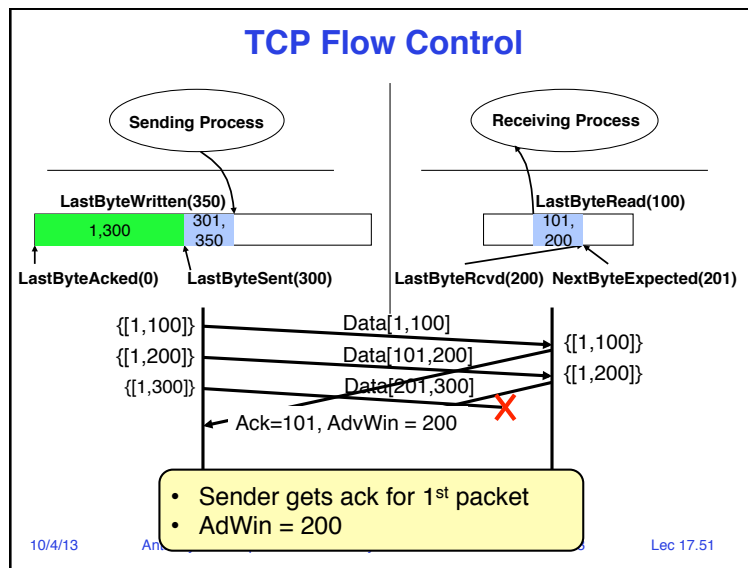 TCP Flow Control
Sending Process
Receiving Process
LastByteWritten(350)
LastByteRead(100)
1,300
301,
350
101,
200
LastByteAcked(0)
LastByteSent(300)
LastByteRcvd(200)
NextByteExpected(201)
{[1,100]}
Data[1,100]
{[1,100]}
{[1,200]}
Data[101,200]
{[1,200]}
{[1,300]}
Data[201,300]
Ack=101, AdvWin = 200
• Sender gets ack for 1st packet
• AdWin = 200
10/4/13
Lec 17.51